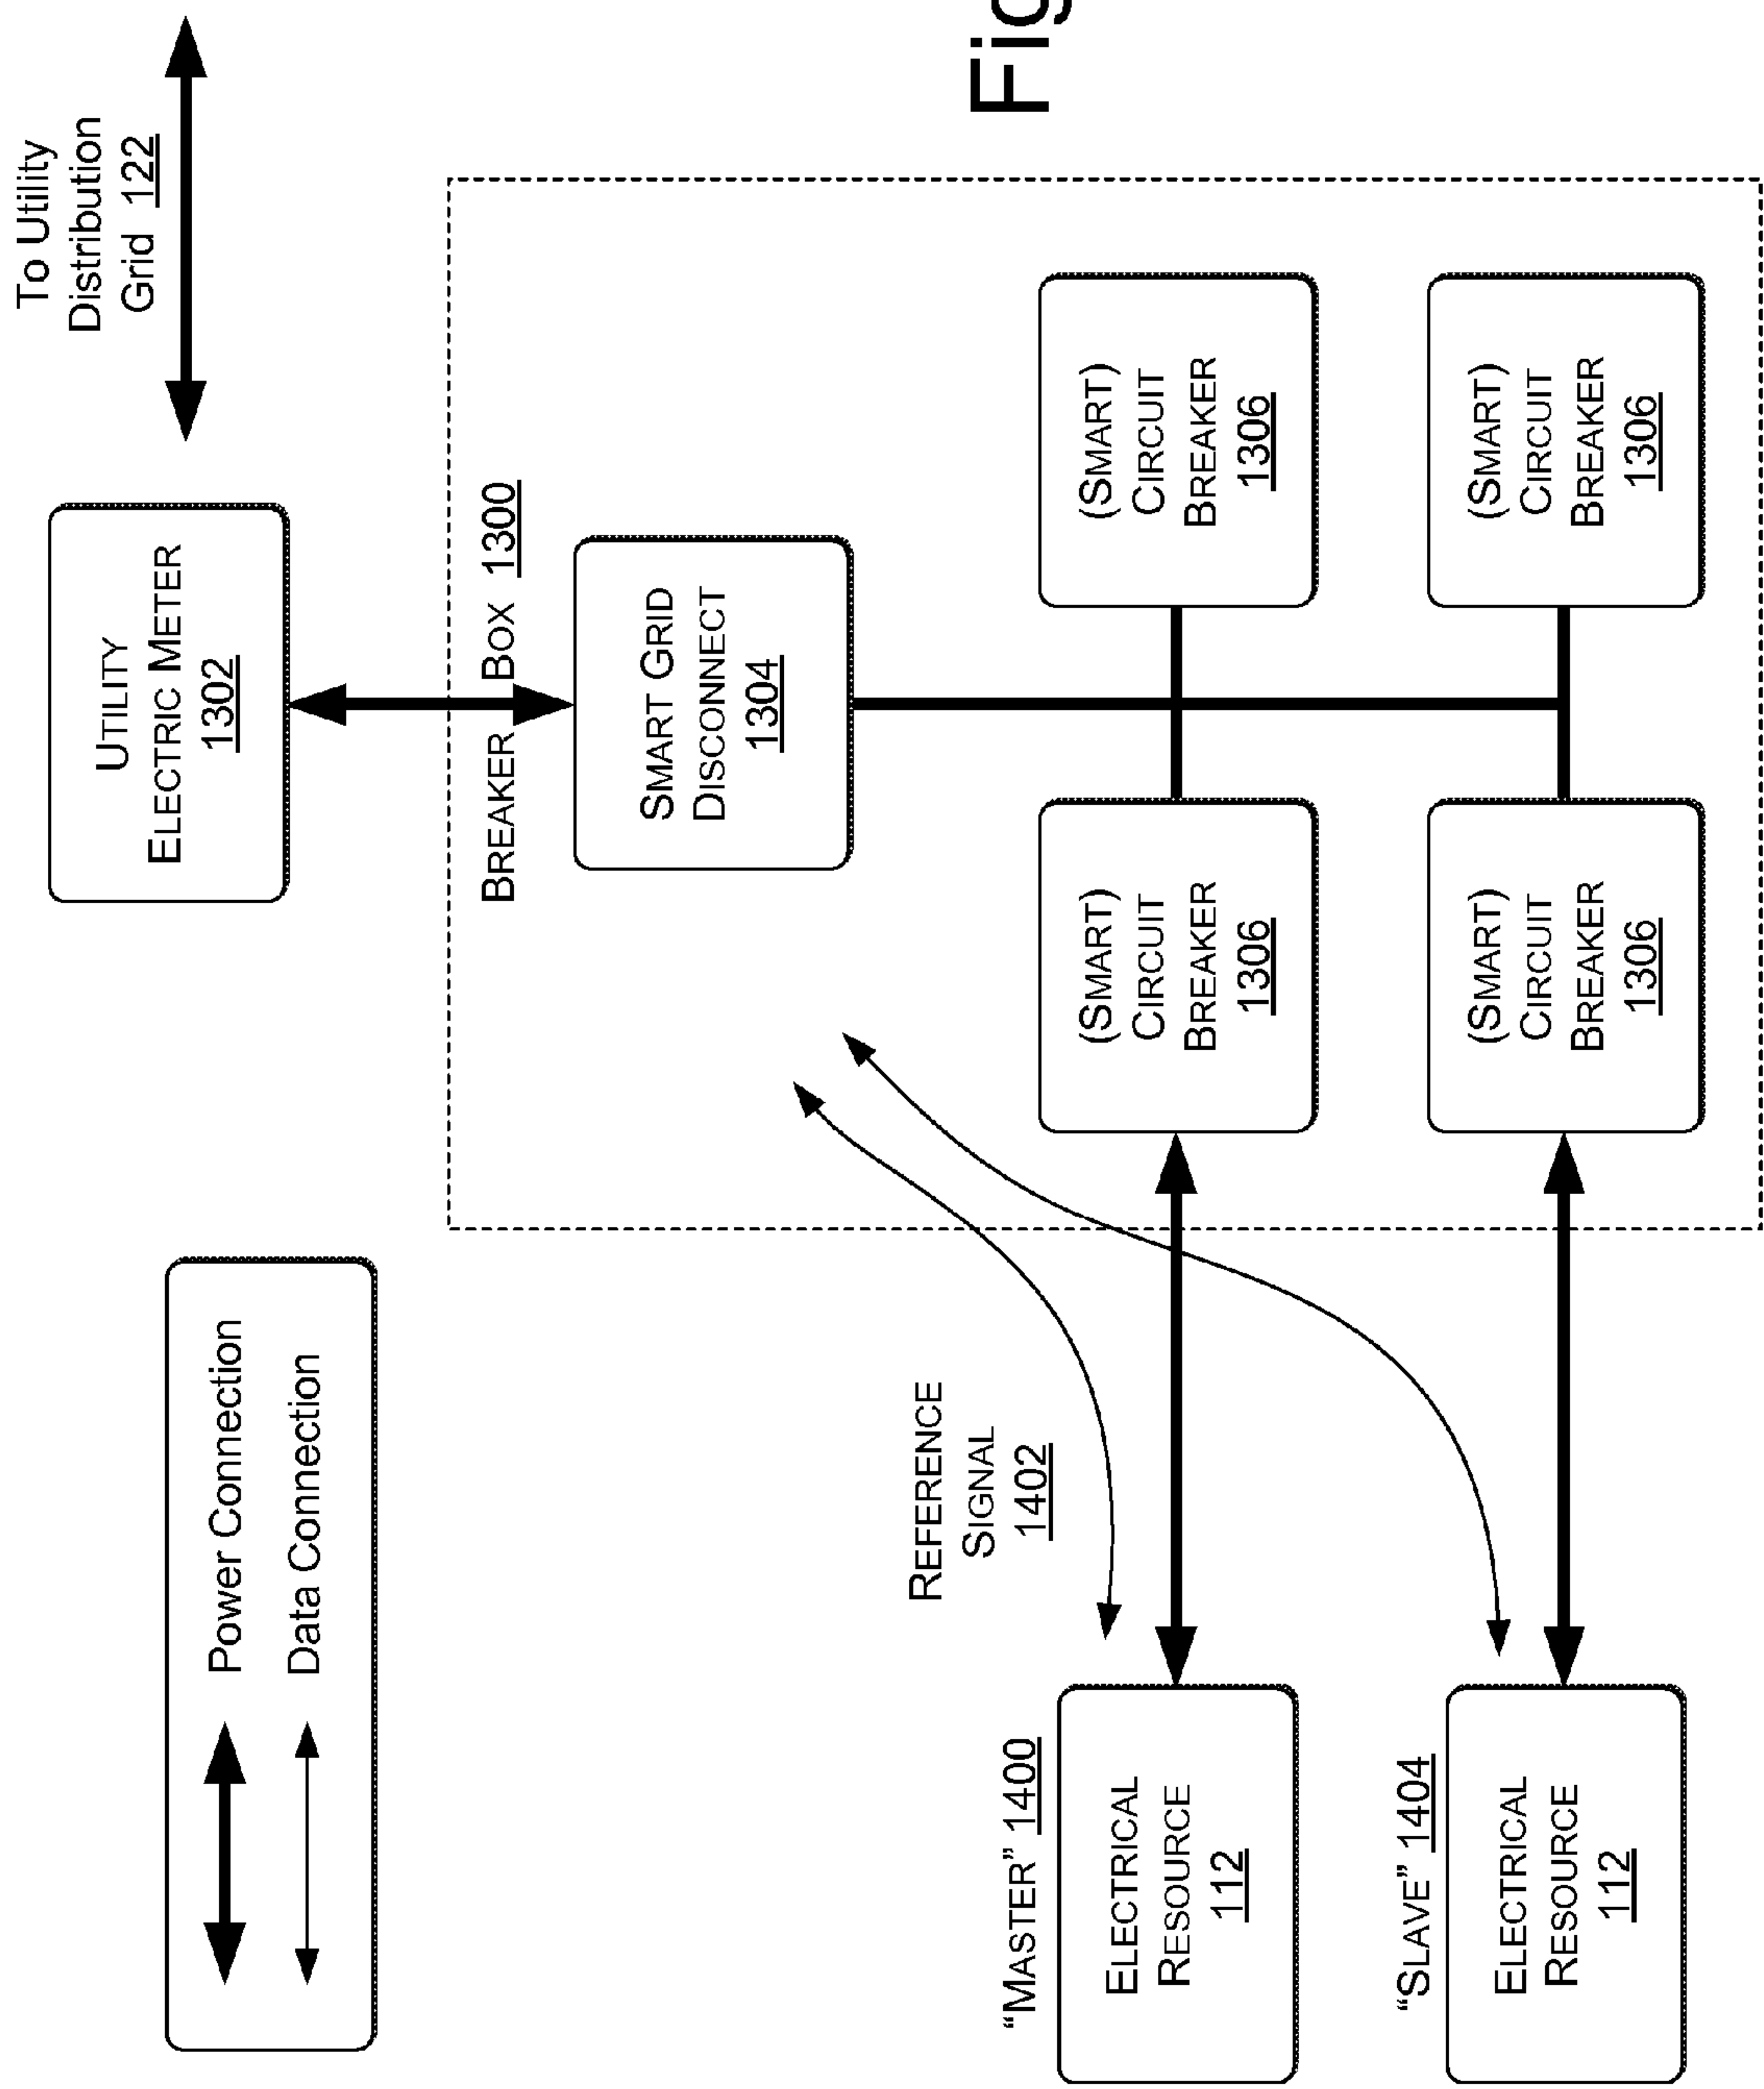 To Utility
Distribution
Grid 122
UTILITY
ELECTRIC METER
1302
Power Connection
Data Connection
BREAKER BOX 1300
SMART GRID
DISCONNECT
1304
REFERENCE
SIGNAL
1402
"MASTER" 1400
ELECTRICAL
RESOURCE
112
(SMART)
CIRCUIT
BREAKER
1306
(SMART)
CIRCUIT
BREAKER
1306
"SLAVE" 1404
ELECTRICAL
RESOURCE
112
(SMART)
CIRCUIT
BREAKER
1306
(SMART)
CIRCUIT
BREAKER
1306
Fig